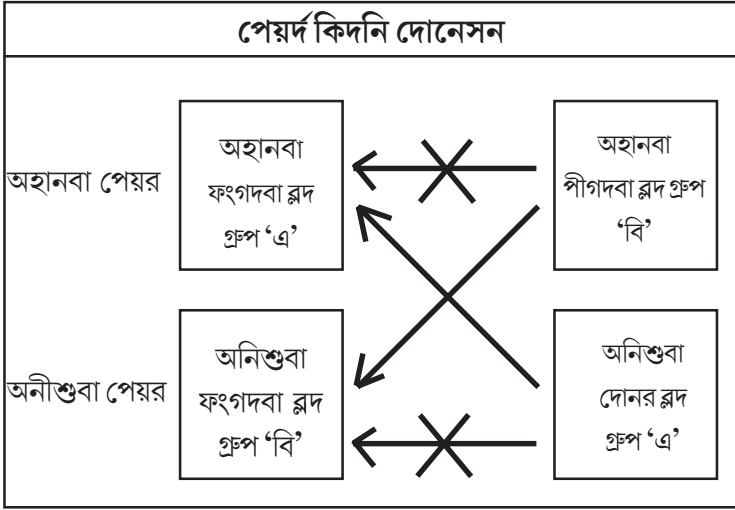 পেয়র্দ কিদনি দোনেসন
অহানবা পেয়র
অহানবা
ফংগদবা ব্লদ
গ্রুপ ‘এ’
অহানবা
পীগদবা ব্লদ গ্রুপ
‘বি’
অনীশুবা পেয়র
অনিশুবা
ফংগদবা ব্লদ
গ্রুপ ‘বি’
অনিশুবা
দোনর ব্লদ
গ্রুপ ‘এ’